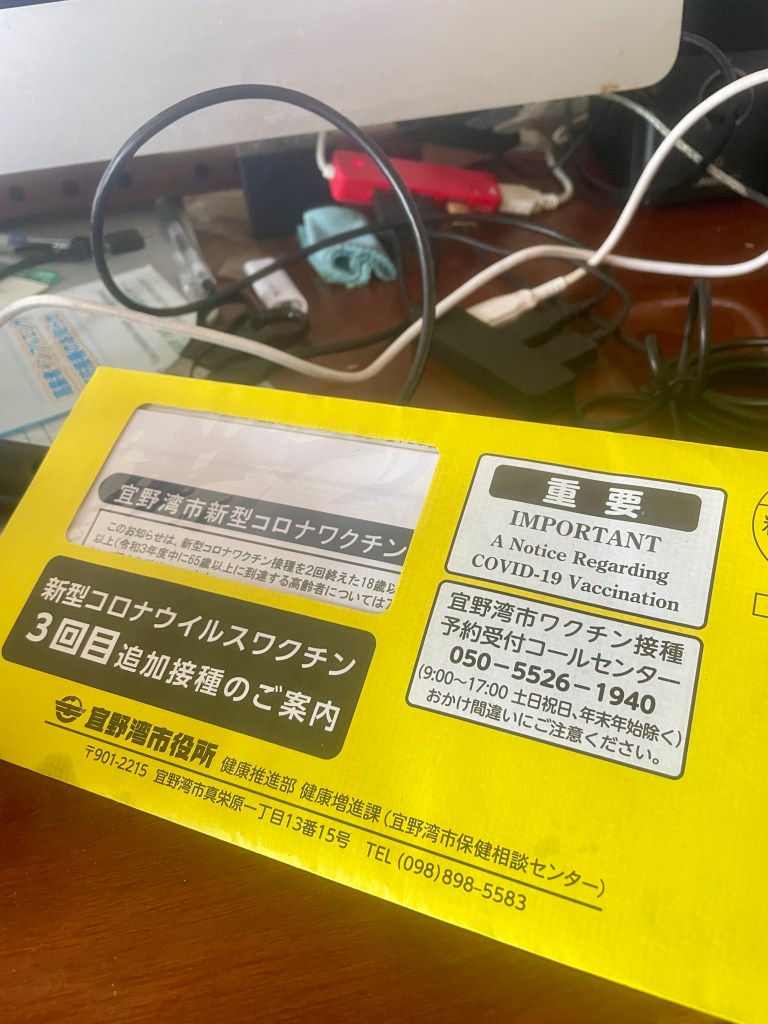 宜野湾市新型コロナワクチン
このお知らせは、新型コロナワクチン接種を2回終えた18歳以
以上(令和3年度中に65歳以上に到達する高齢者については7
新型コロナウイルスワクチン
3回目追加接種のご案内
重要
IMPORTANT
A Notice Regarding
COVID-19 Vaccination
宜野湾市ワクチン接種
予約受付コールセンター
050-5526-1940
(9:00～17:00 土日祝日、年末年始除く)
おかけ間違いにご注意ください。
宜野湾市役所 健康推進部 健康増進課(宜野湾市保健相談センター)
〒901-2215 宜野湾市真栄原一丁目13番15号 TEL (098)898-5583